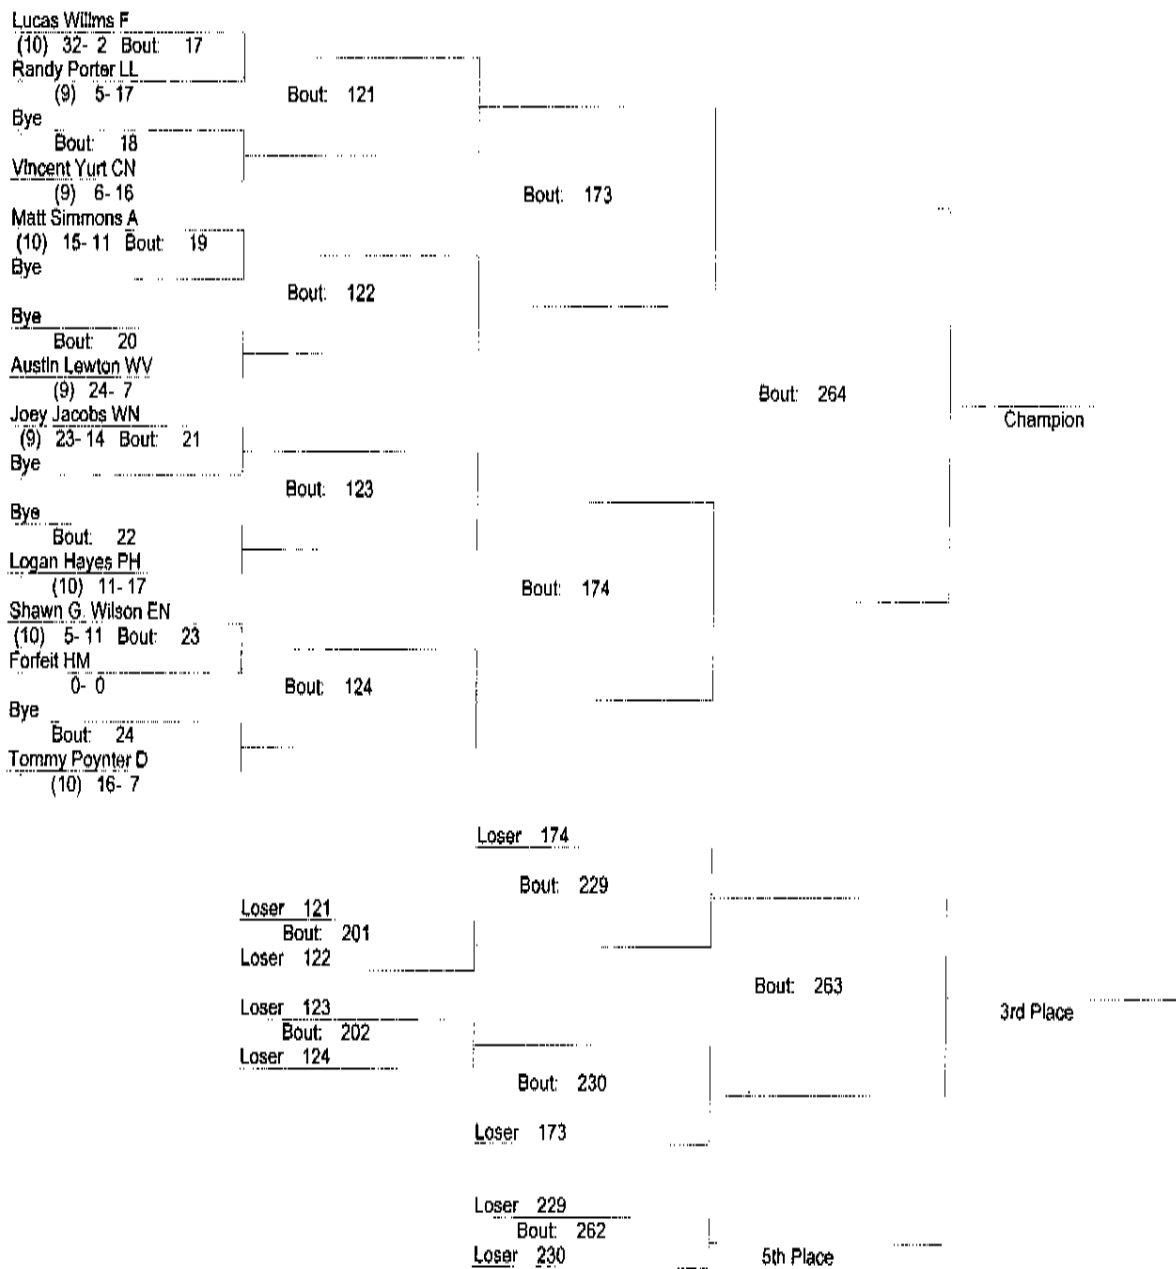 Lucas Willms F
(10) 32- 2 Bout: 17
Randy Porter LL
(9) 5-17
Bye
Bout: 18
Vincent Yurt CN
(9) 6-16
Matt Simmons A
(10) 15-11 Bout: 19
Bye
Bye
Bout: 20
Austin Lewton WV
(9) 24- 7
Joey Jacobs WN
(9) 23-14 Bout: 21
Bye
Bye
Bout: 22
Logan Hayes PH
(10) 11-17
Shawn G. Wilson EN
(10) 5-11 Bout: 23
Forfeit HM
0- 0
Bye
Bout: 24
Tommy Poynter D
(10) 16- 7
Bout: 121
Bout: 122
Bout: 123
Bout: 124
Bout: 173
Bout: 174
Bout: 264
Champion
Loser 174
Bout: 229
Loser 121
Bout: 201
Loser 122
Loser 123
Bout: 202
Loser 124
Bout: 230
Loser 173
Bout: 263
3rd Place
Loser 229
Bout: 262
Loser 230
5th Place